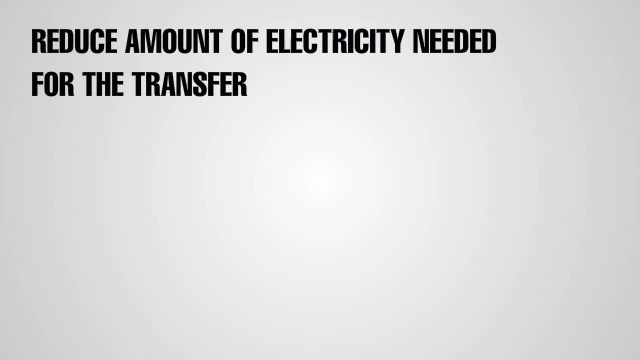 REDUCE AMOUNT OF ELECTRICITY NEEDED
FOR THE TRANSFER